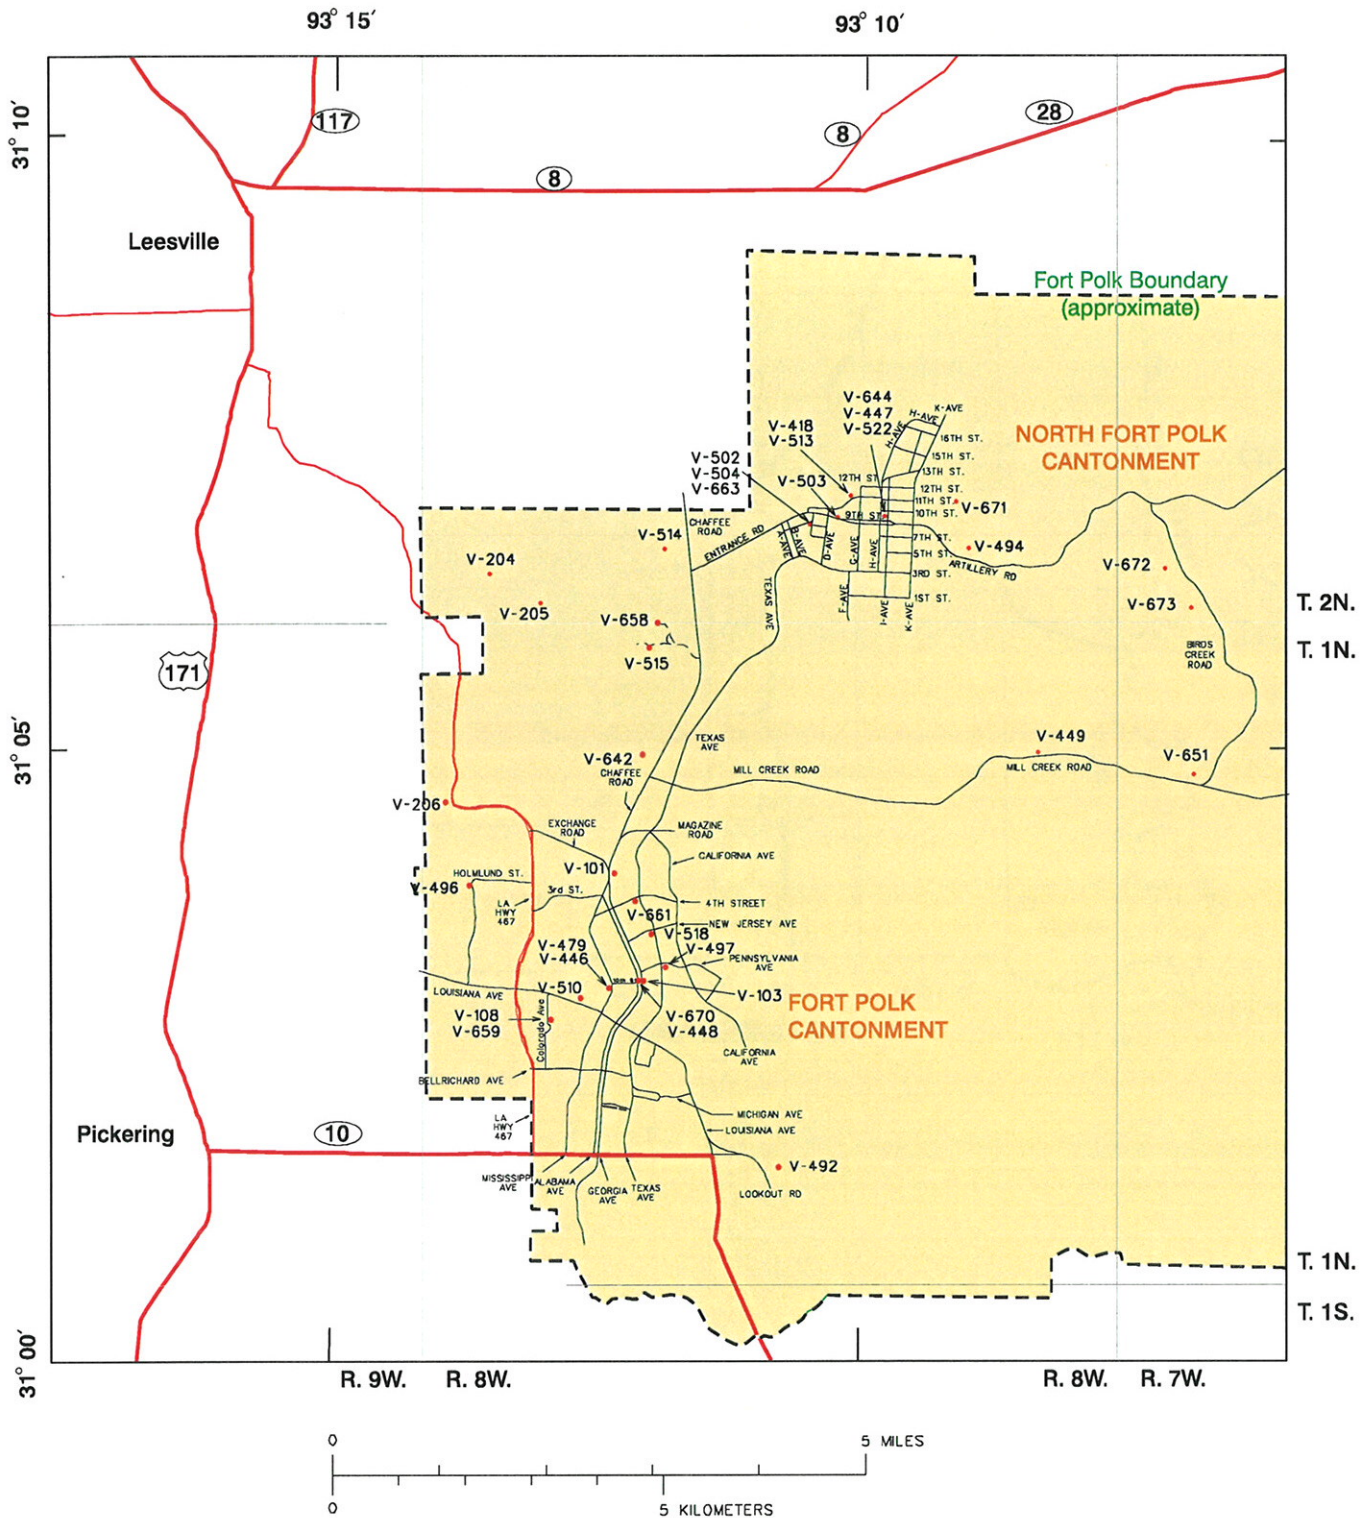 93° 15′
93° 10′
31° 10′
117
8
28
8
Leesville
Fort Polk Boundary
(approximate)
V-644
V-447
V-522
V-418
V-513
H-AVE
K-AVE
H-AVE
16TH ST.
15TH ST.
13TH ST.
12TH ST.
11TH ST.
10TH ST.
NORTH FORT POLK
CANTONMENT
V-502
V-504
V-663
V-503
12TH ST
9TH ST.
V-671
CHAFFEE
ROAD
ENTRANCE RD
A-AVE
B-AVE
D-AVE
G-AVE
H-AVE
7TH ST.
5TH ST.
3RD ST.
1ST ST.
V-494
ARTILLERY RD
V-514
V-204
V-205
V-672
V-673
TEXAS AVE
F-AVE
I-AVE
K-AVE
T. 2N.
V-658
V-515
T. 1N.
BIRDS
CREEK
ROAD
171
31° 05′
TEXAS
AVE
V-449
V-651
V-642
CHAFFEE
ROAD
MILL CREEK ROAD
MILL CREEK ROAD
V-206
EXCHANGE
ROAD
MAGAZINE
ROAD
CALIFORNIA AVE
V-101
HOLMLUND ST.
V-496
3rd ST.
LA
HWY
467
4TH STREET
V-661
NEW JERSEY AVE
V-518
V-479
V-446
V-497
PENNSYLVANIA
AVE
V-510
LOUISIANA AVE
V-103
FORT POLK
CANTONMENT
V-108
V-659
Colorado Ave
V-670
V-448
CALIFORNIA
AVE
BELLRICHARD AVE
LA
HWY
467
MICHIGAN AVE
LOUISIANA AVE
Pickering
10
V-492
MISSISSIPPI
AVE
ALABAMA
AVE
GEORGIA
AVE
TEXAS
AVE
LOOKOUT RD
T. 1N.
T. 1S.
31° 00′
R. 9W.
R. 8W.
R. 8W.
R. 7W.
0
5 MILES
0
5 KILOMETERS